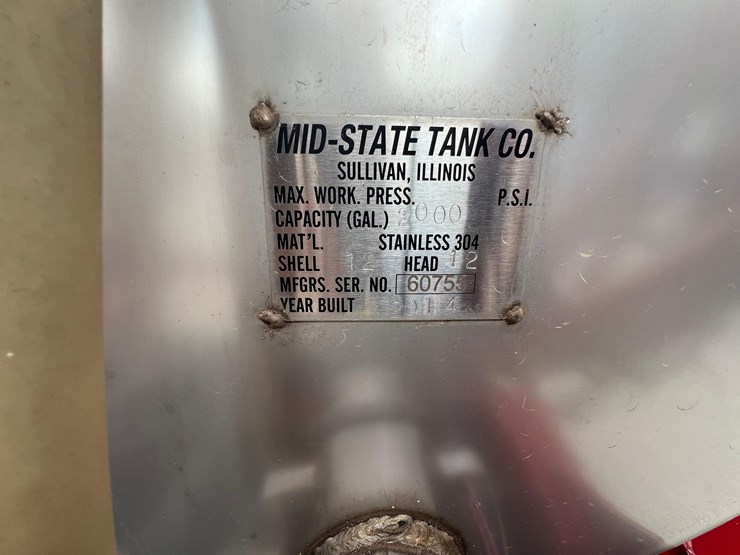 MID-STATE TANK CO.
SULLIVAN, ILLINOIS
MAX. WORK. PRESS. P.S.I.
CAPACITY (GAL.) 2000
MAT'L. STAINLESS 304
SHELL 12 HEAD 12
MFGRS. SER. NO. 60755
YEAR BUILT 2014